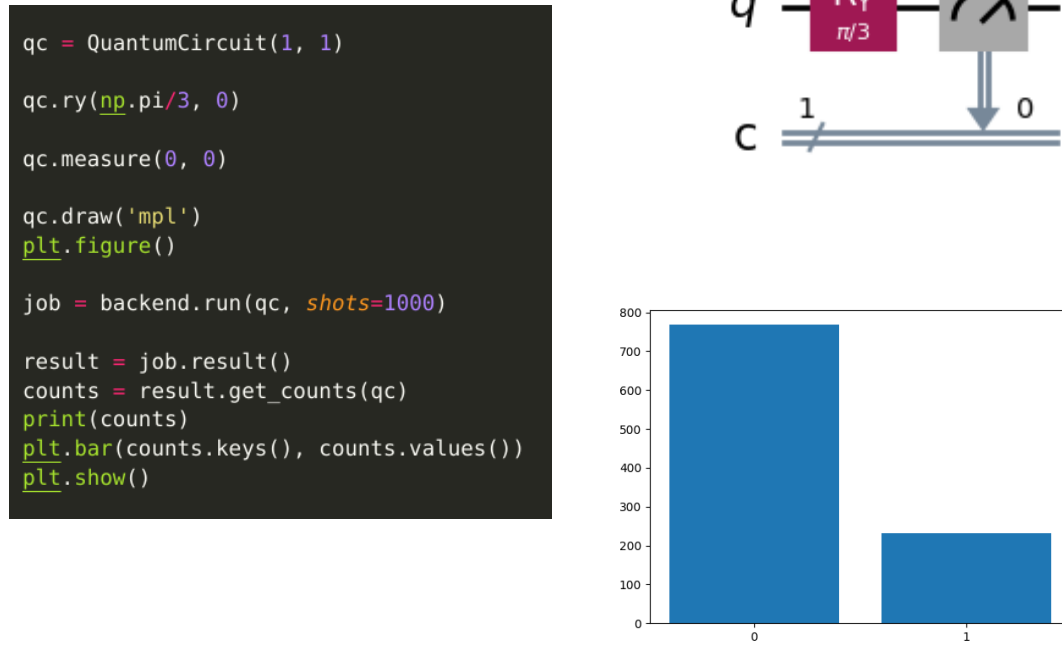 qc = QuantumCircuit(1, 1)
qc.ry(np.pi/3, 0)
qc.measure(0, 0)
qc.draw('mpl')
plt.figure()
job = backend.run(qc, shots=1000)
result = job.result()
counts = result.get_counts(qc)
print(counts)
plt.bar(counts.keys(), counts.values())
plt.show()
q
RY
π/3
1
0
c
800
700
600
500
400
300
200
100
0
0
1